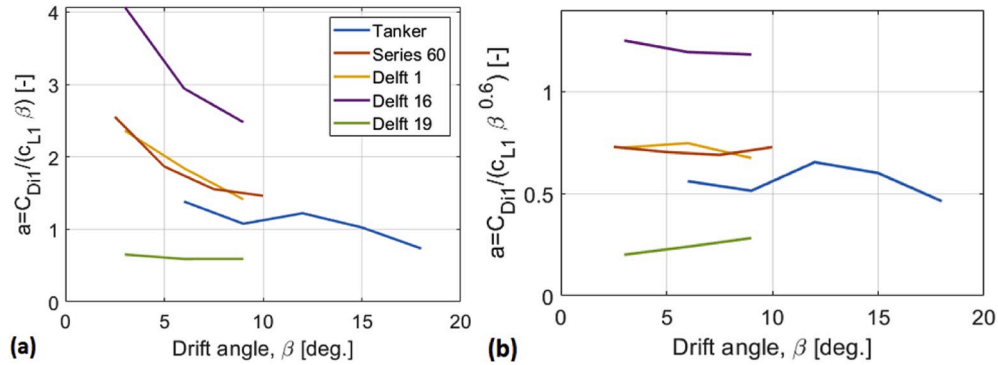 a=C_Di1/(c_L1 β) [-]
4
3
2
1
0
0 5 10 15 20
Drift angle, β [deg.]
(a)
Tanker
Series 60
Delft 1
Delft 16
Delft 19
a=C_Di1/(c_L1 β^0.6) [-]
1
0.5
0
0 5 10 15 20
Drift angle, β [deg.]
(b)